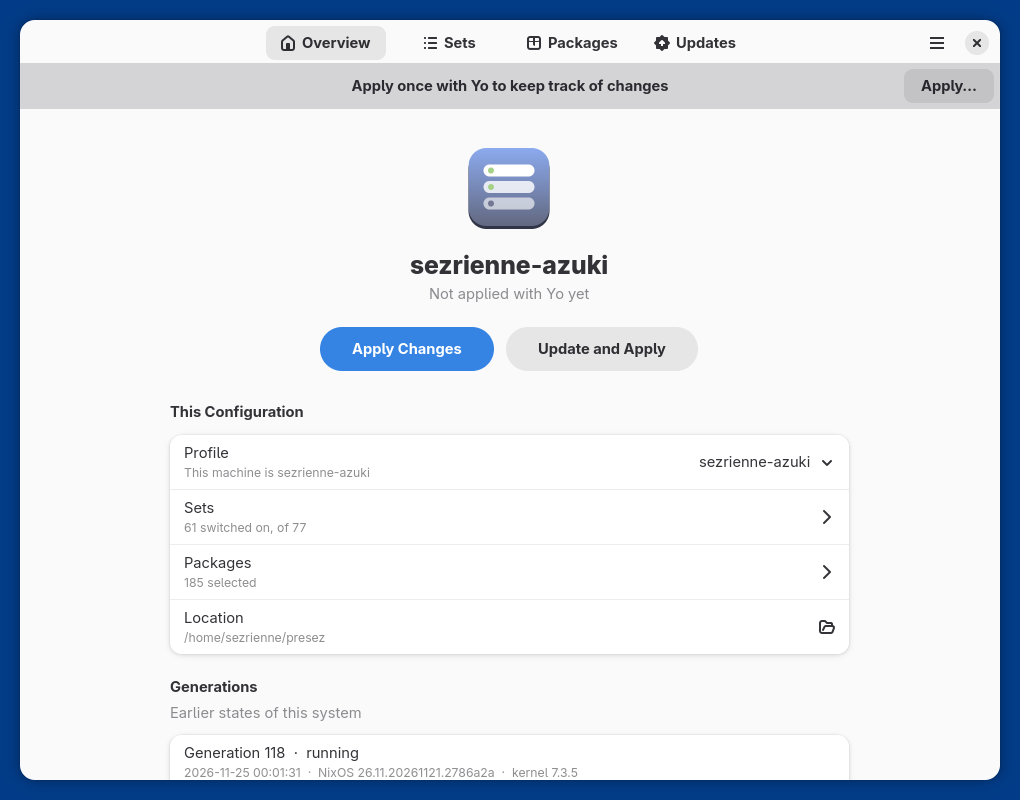 Overview
Sets
Packages
Updates
Apply once with Yo to keep track of changes
Apply...
sezrienne-azuki
Not applied with Yo yet
Apply Changes
Update and Apply
This Configuration
Profile
This machine is sezrienne-azuki
sezrienne-azuki
Sets
61 switched on, of 77
Packages
185 selected
Location
/home/sezrienne/presez
Generations
Earlier states of this system
Generation 118 · running
2026-11-25 00:01:31 · NixOS 26.11.20261121.2786a2a · kernel 7.3.5